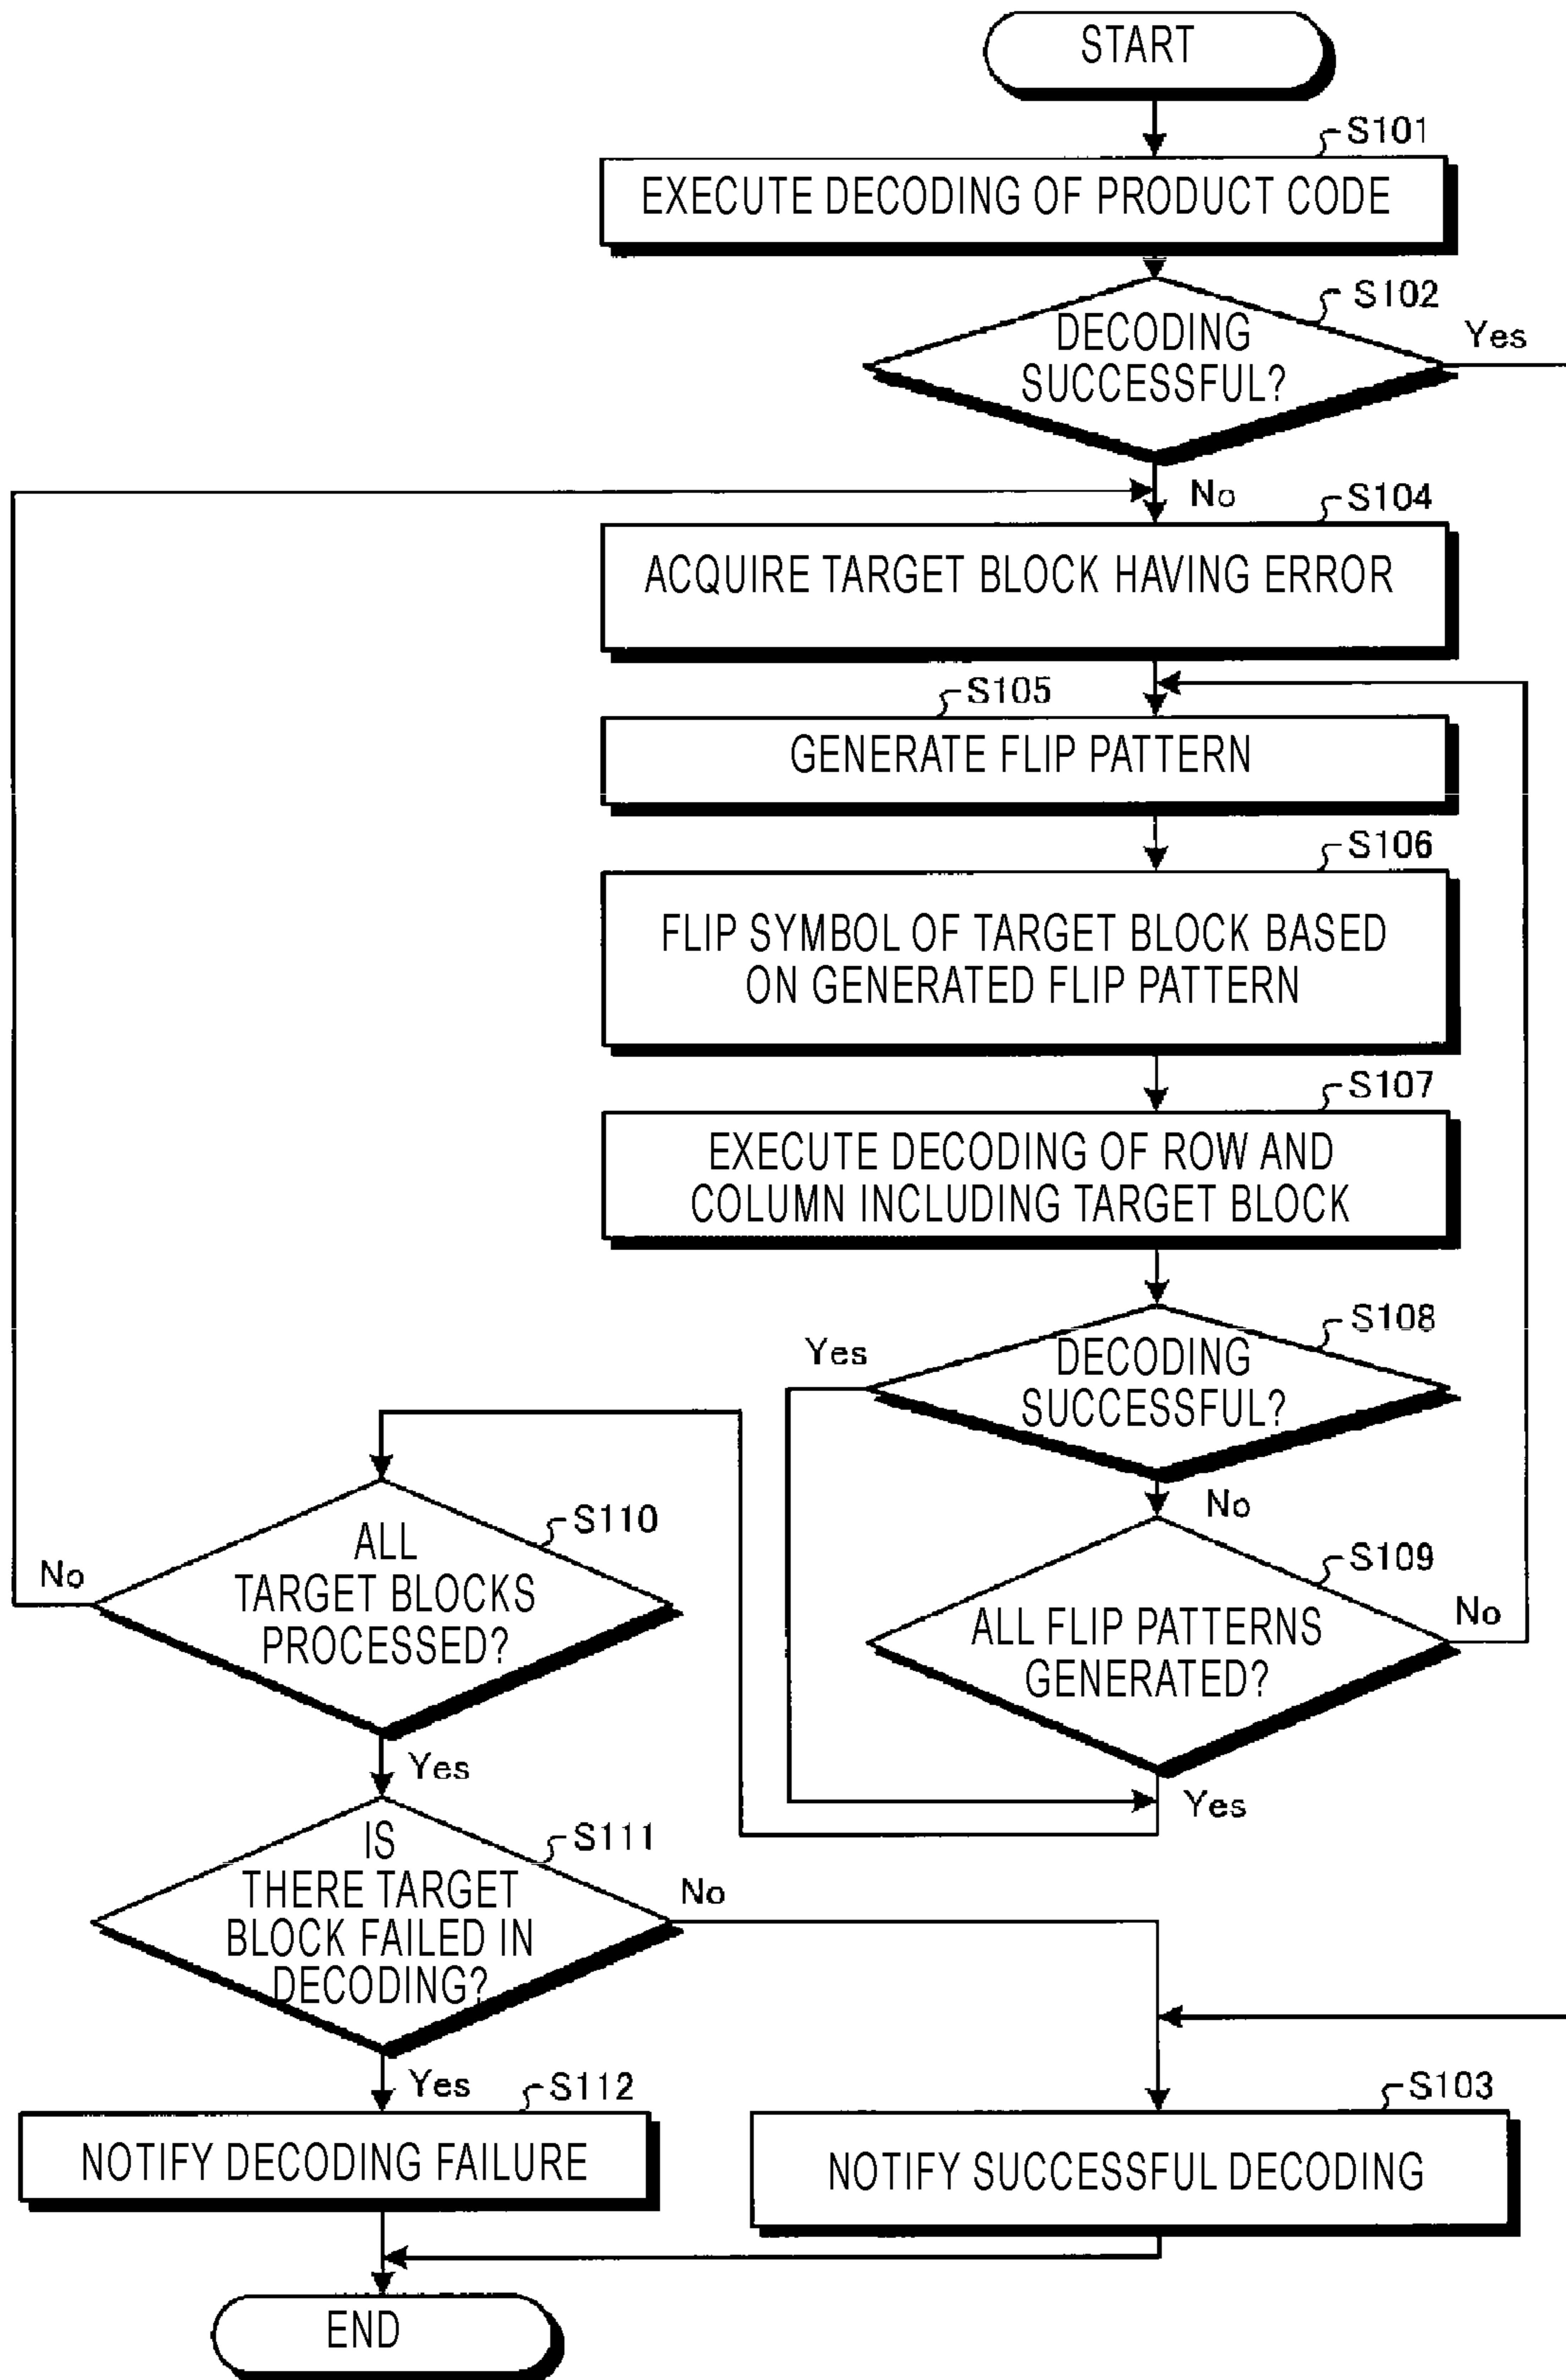 START
S101
EXECUTE DECODING OF PRODUCT CODE
S102
DECODING
SUCCESSFUL?
Yes
No
S104
ACQUIRE TARGET BLOCK HAVING ERROR
S105
GENERATE FLIP PATTERN
S106
FLIP SYMBOL OF TARGET BLOCK BASED
ON GENERATED FLIP PATTERN
S107
EXECUTE DECODING OF ROW AND
COLUMN INCLUDING TARGET BLOCK
S108
Yes
DECODING
SUCCESSFUL?
No
S109
ALL FLIP PATTERNS
GENERATED?
No
Yes
S110
ALL
TARGET BLOCKS
PROCESSED?
No
Yes
S111
IS
THERE TARGET
BLOCK FAILED IN
DECODING?
No
Yes
S112
NOTIFY DECODING FAILURE
S103
NOTIFY SUCCESSFUL DECODING
END